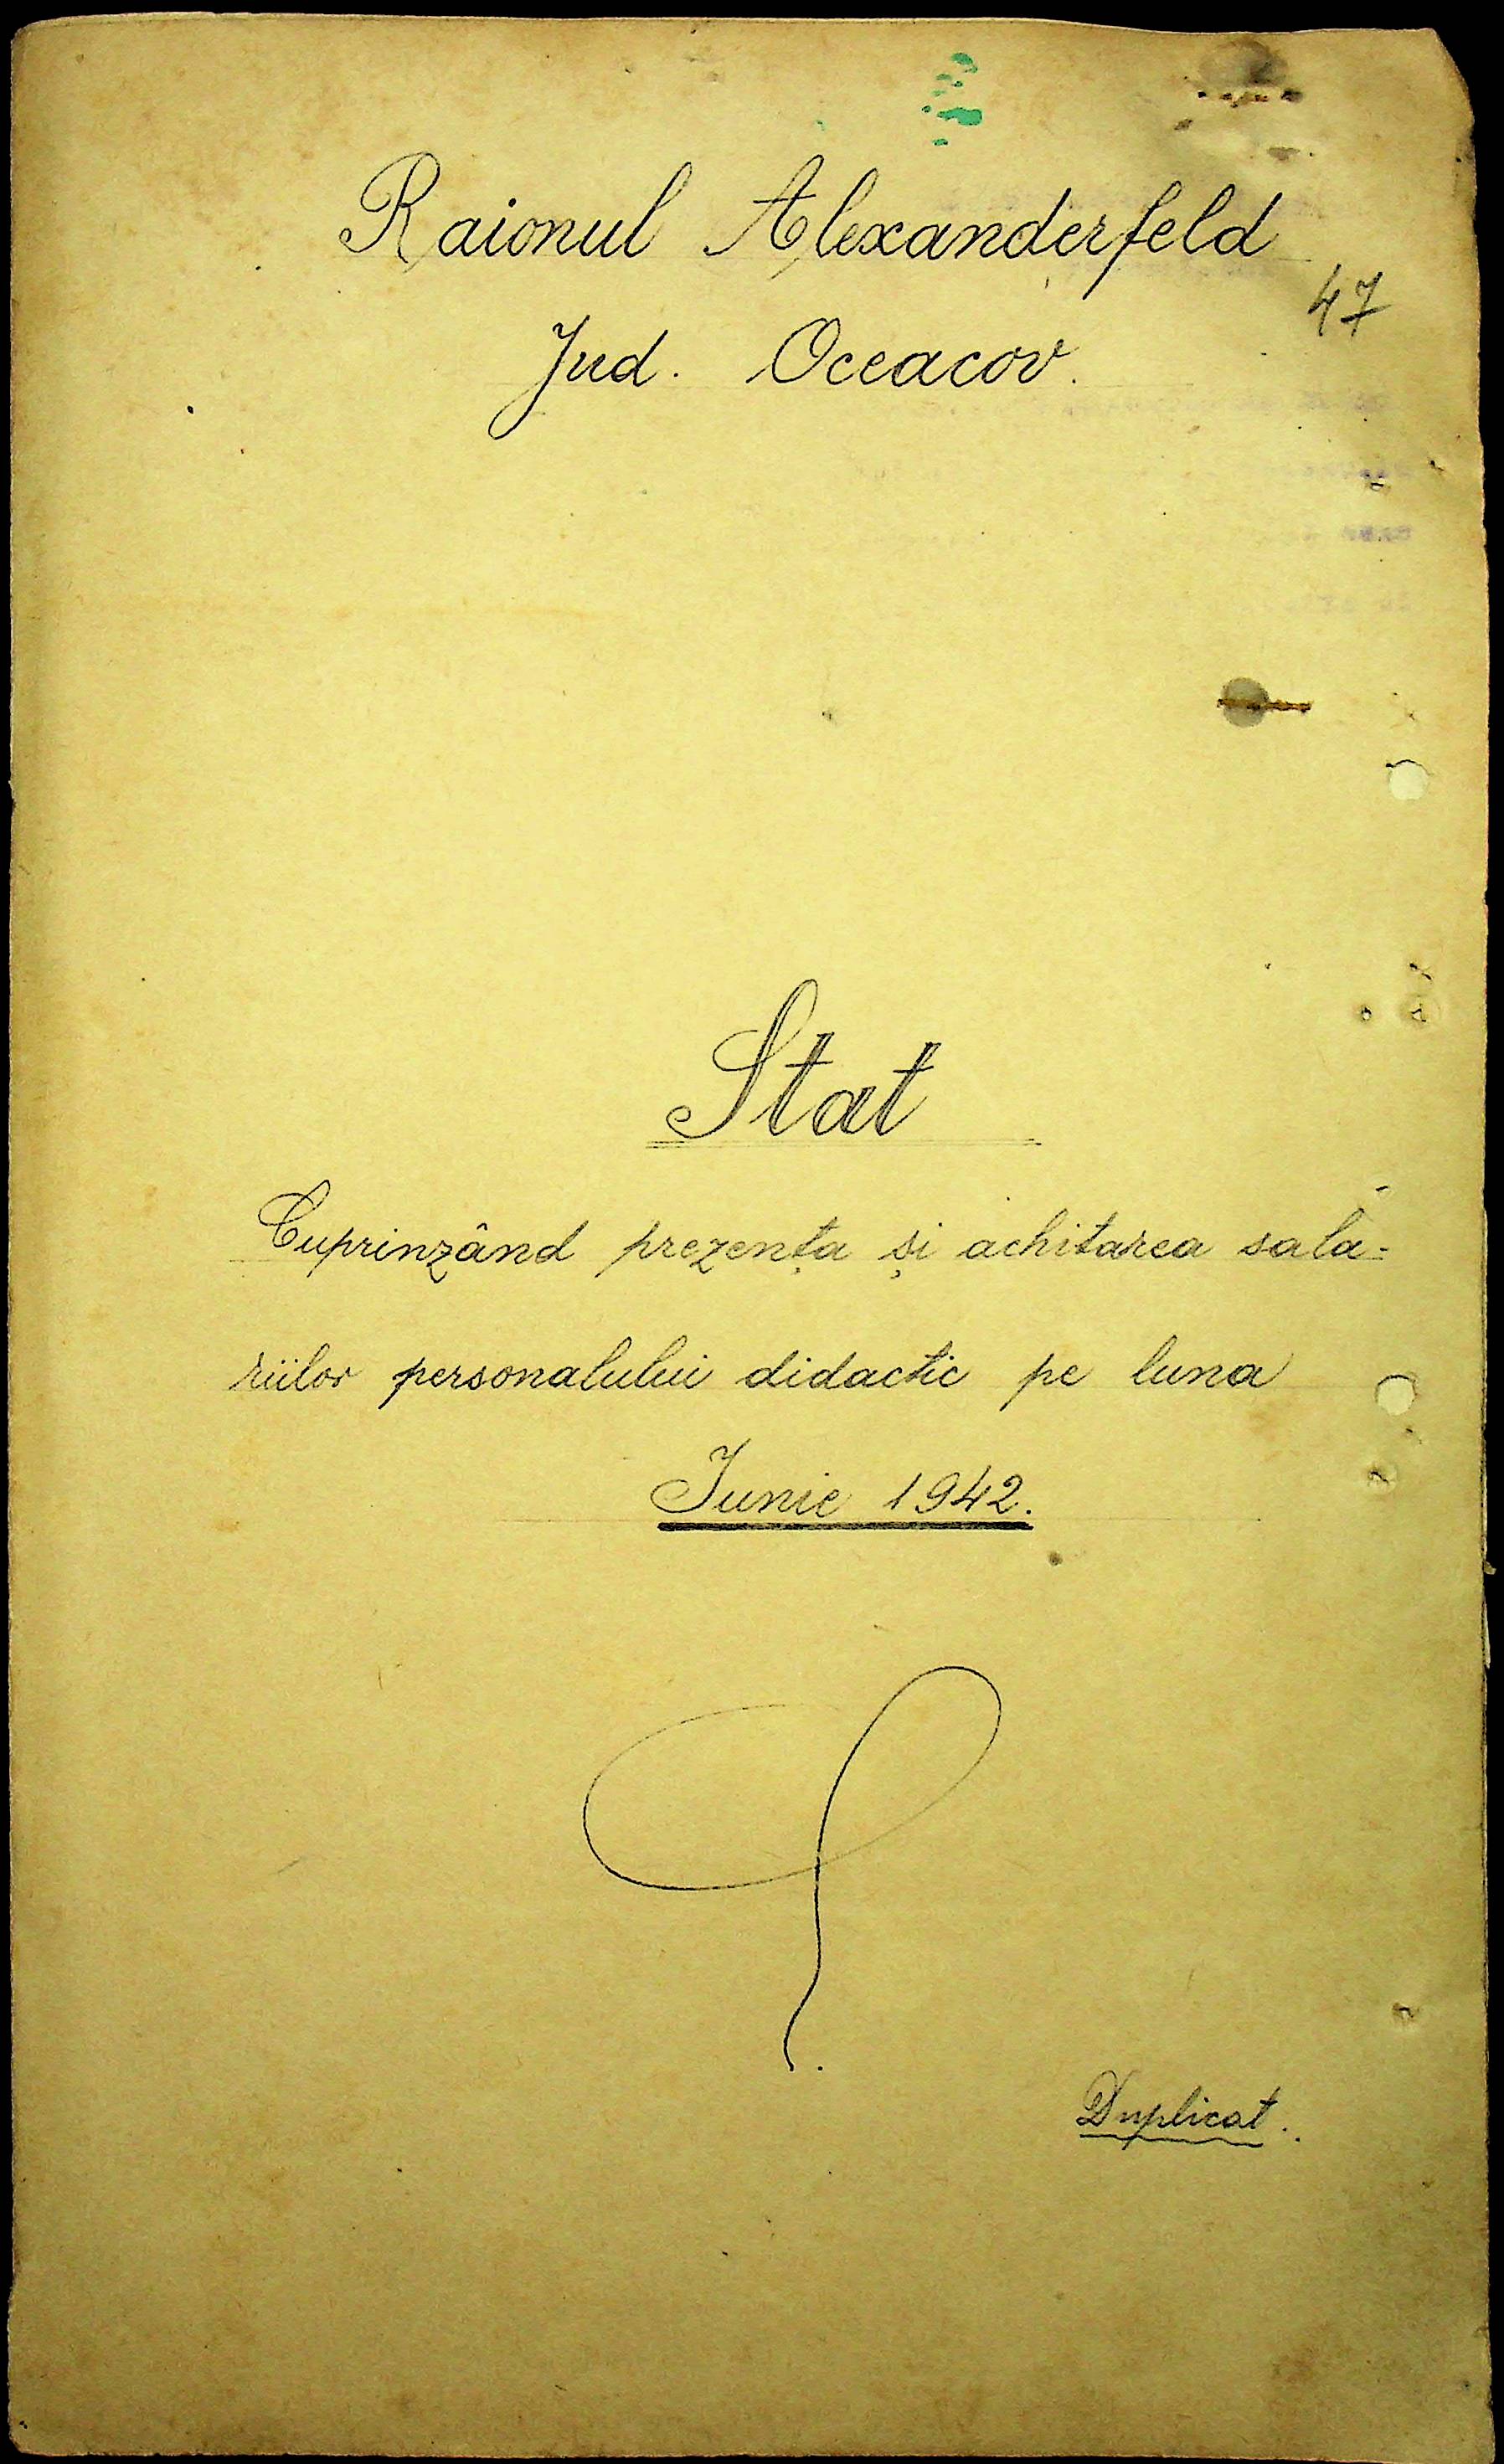 Raionul Alexanderfeld
47
Jud. Oceacov.
Stat
Cuprinzând prezența și achitarea sala=
riilor personalului didactic pe luna
Iunie 1942.
Duplicat.